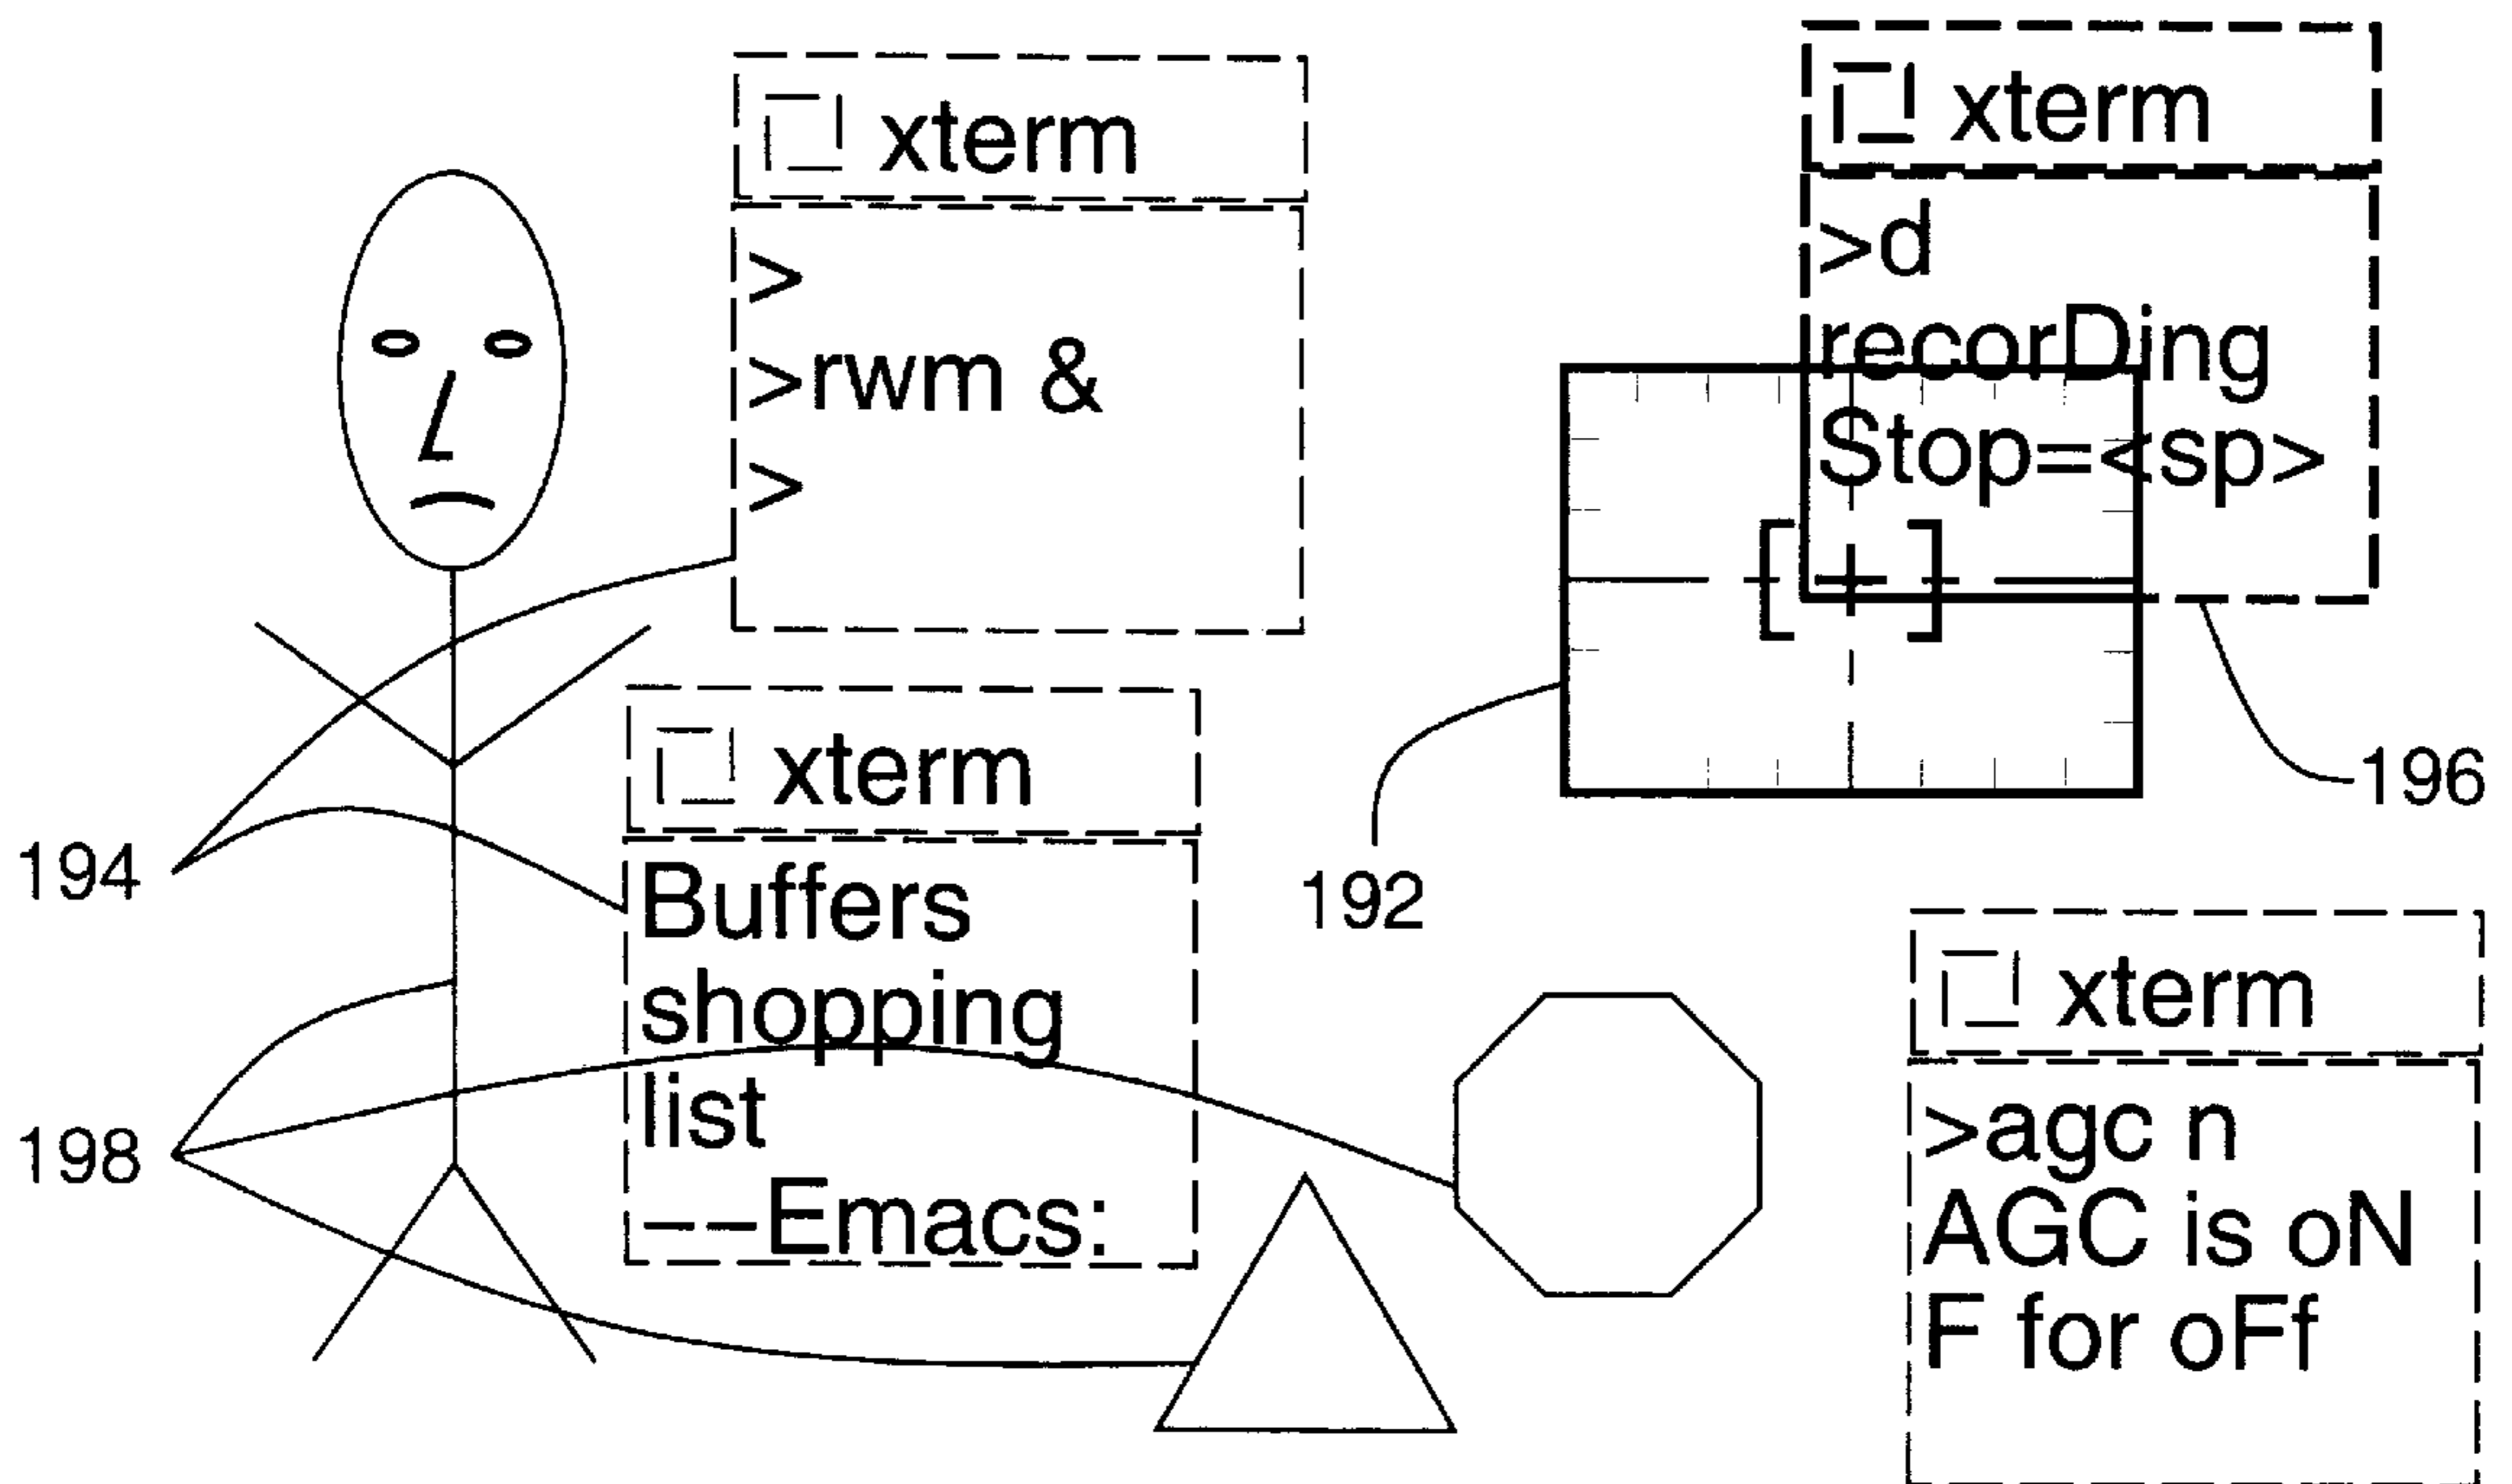 xterm
>
>rwm &
>
xterm
>d
recorDing
Stop=<sp>
196
192
194
xterm
Buffers
shopping
list
--Emacs:
198
xterm
>agc n
AGC is oN
F for oFf